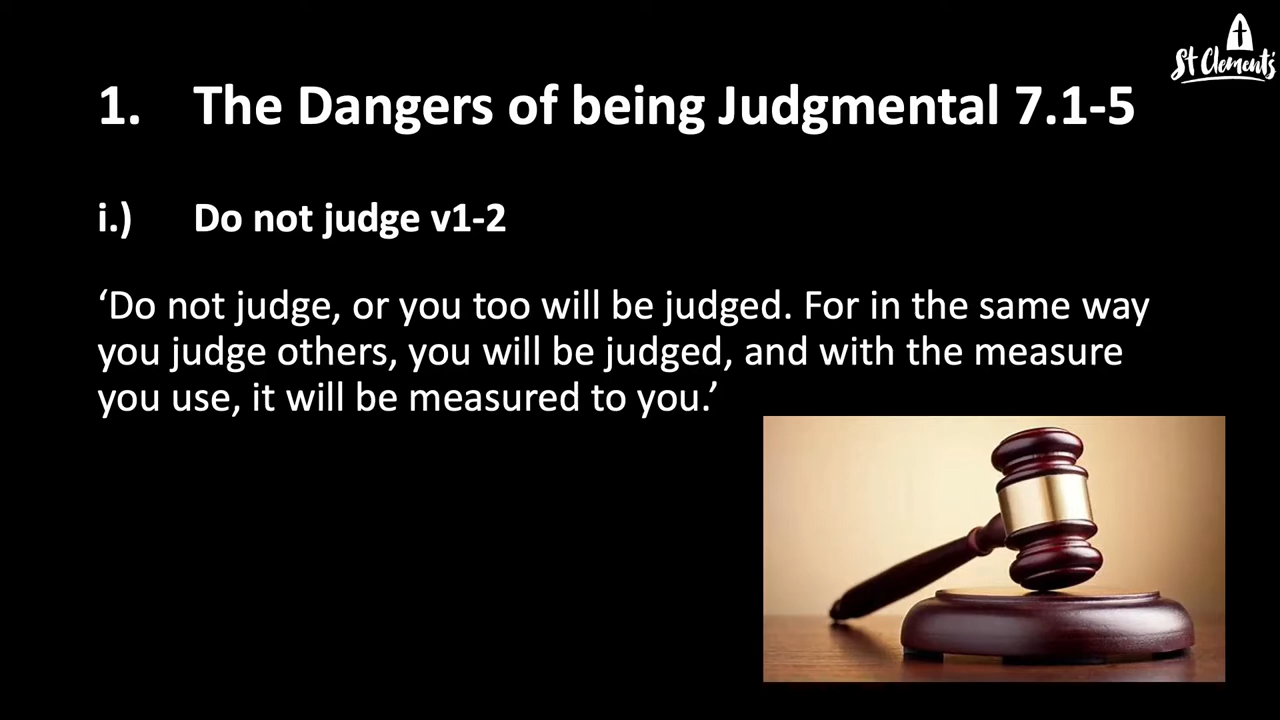 St Clement's
1. The Dangers of being Judgmental 7.1-5
i.) Do not judge v1-2
‘Do not judge, or you too will be judged. For in the same way
you judge others, you will be judged, and with the measure
you use, it will be measured to you.’